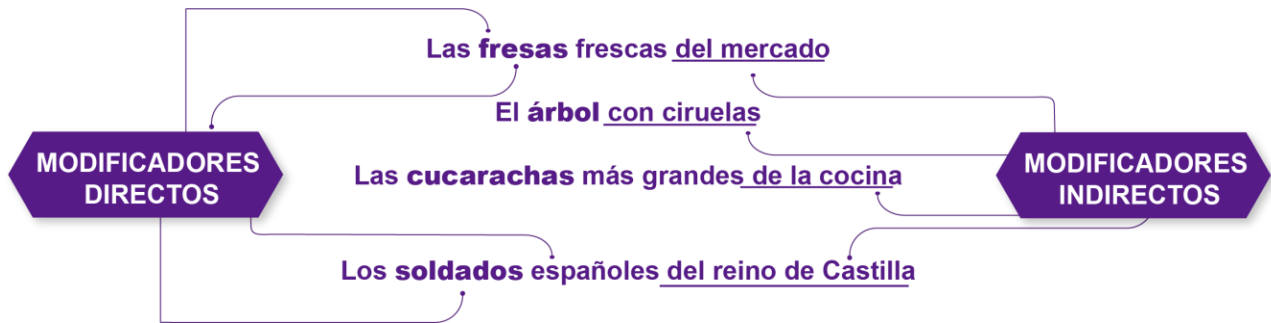 Las fresas frescas del mercado
El árbol con ciruelas
MODIFICADORES
DIRECTOS
Las cucarachas más grandes de la cocina
MODIFICADORES
INDIRECTOS
Los soldados españoles del reino de Castilla